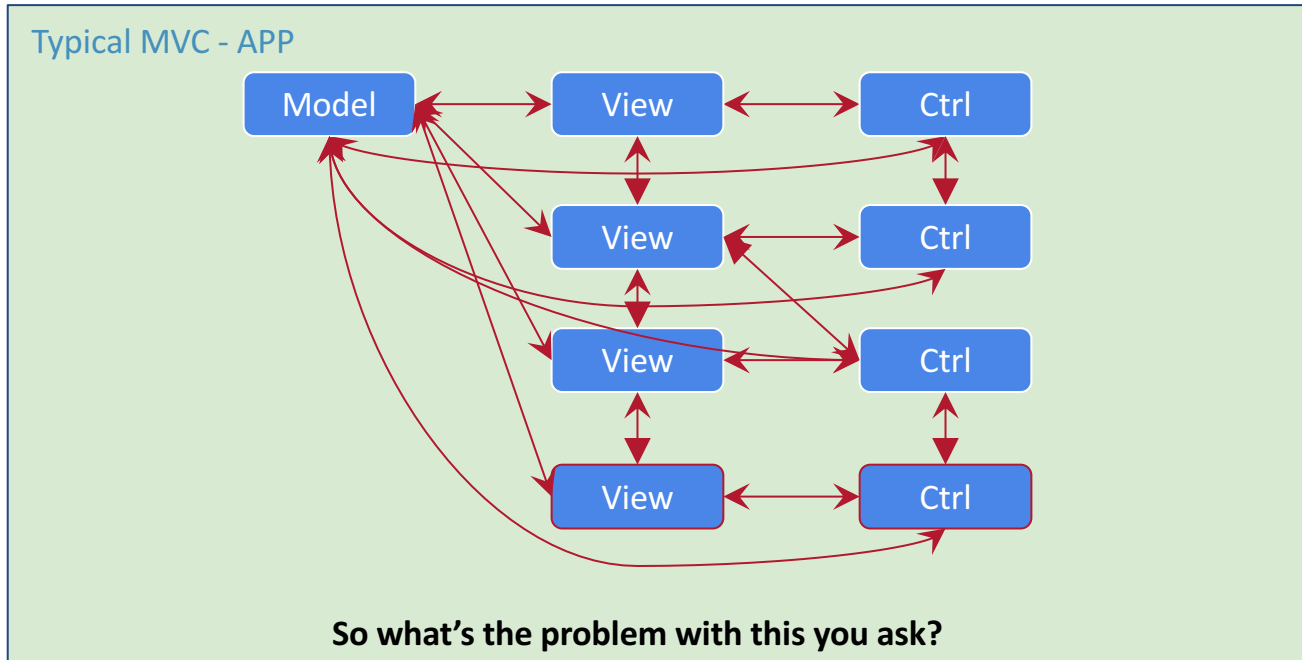 Typical MVC - APP
Model
View
Ctrl
View
Ctrl
View
Ctrl
View
Ctrl
So what’s the problem with this you ask?